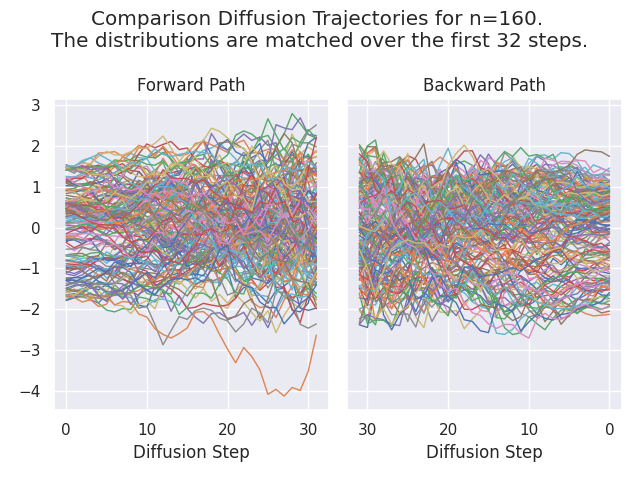 Comparison Diffusion Trajectories for n=160.
The distributions are matched over the first 32 steps.
Forward Path
Backward Path
3
2
1
0
−1
−2
−3
−4
0 10 20 30
30 20 10 0
Diffusion Step
Diffusion Step